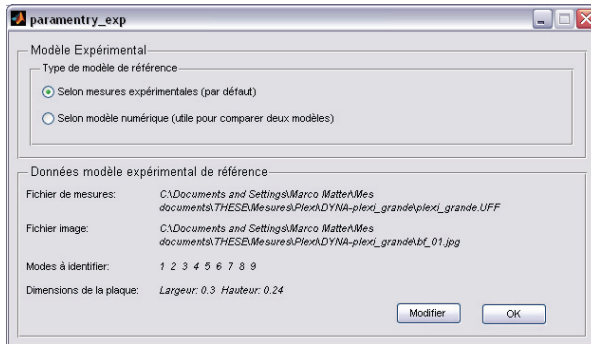 paramentry_exp
Modèle Expérimental
Type de modèle de référence
Selon mesures expérimentales (par défaut)
Selon modèle numérique (utile pour comparer deux modèles)
Données modèle expérimental de référence
Fichier de mesures: C:\Documents and Settings\Marco Matter\Mes
documents\THESE\Mesures\Plexi\DYNA-plexi_grande\plexi_grande.UFF
Fichier image: C:\Documents and Settings\Marco Matter\Mes
documents\THESE\Mesures\Plexi\DYNA-plexi_grande\bf_01.jpg
Modes à identifier: 1 2 3 4 5 6 7 8 9
Dimensions de la plaque: Largeur: 0.3 Hauteur: 0.24
Modifier OK